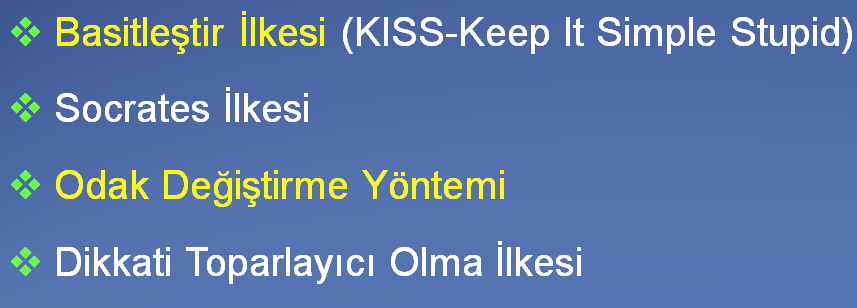 ❖ Basitleştir İlkesi (KISS-Keep It Simple Stupid)
❖ Socrates İlkesi
❖ Odak Değiştirme Yöntemi
❖ Dikkati Toparlayıcı Olma İlkesi